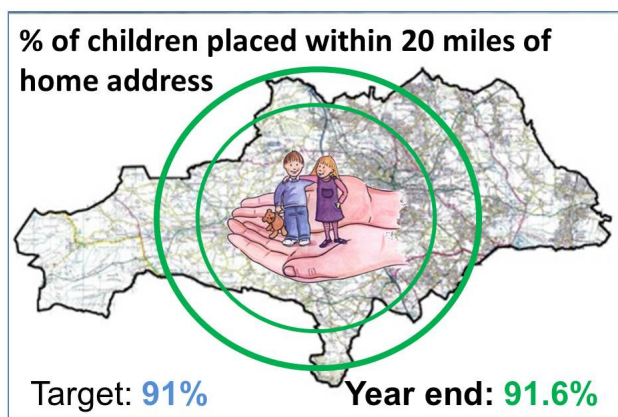 % of children placed within 20 miles of
home address
Target: 91%
Year end: 91.6%